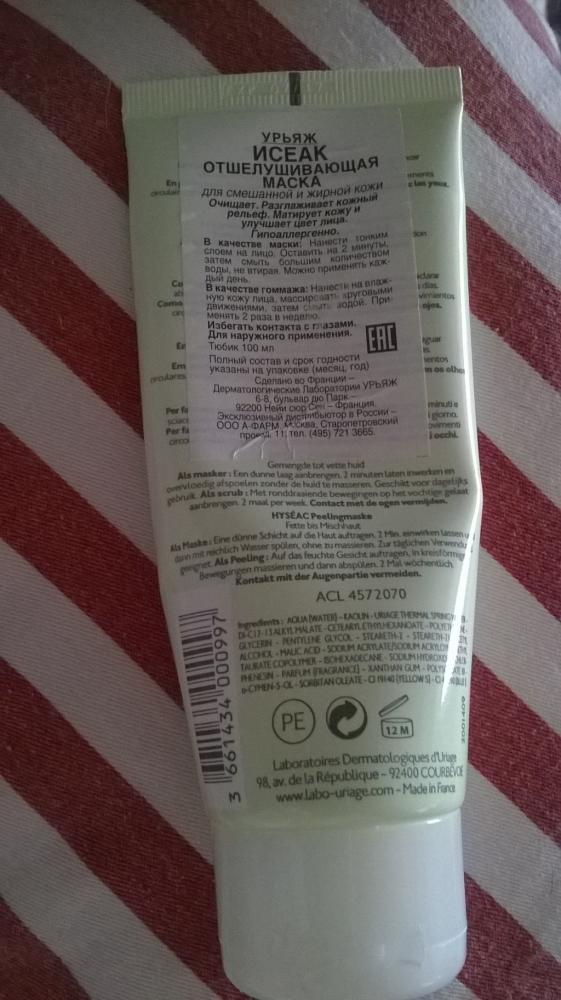 УРЬЯЖ
ИСЕАК
ОТШЕЛУШИВАЮЩАЯ
МАСКА
для смешанной и жирной кожи
Очищает. Разглаживает кожный
рельеф. Матирует кожу и
улучшает цвет лица.
Гипоаллергенно.
В качестве маски: Нанести тонким
слоем на лицо. Оставить на 2 минуты,
затем смыть большим количеством
воды, не втирая. Можно применять каж-
дый день.
В качестве гоммажа: Нанести на влаж-
ную кожу лица, массировать круговыми
движениями, затем смыть водой. При-
менять 2 раза в неделю.
Избегать контакта с глазами.
Для наружного применения.
Тюбик 100 мл
EAC
Полный состав и срок годности
указаны на упаковке (месяц, год)
Сделано во Франции –
Дерматологические Лаборатории УРЬЯЖ
6-8, бульвар дю Парк –
92200 Нейи сюр Сен – Франция.
Эксклюзивный дистрибьютор в России –
ООО А-ФАРМ, Москва, Старопетровский
проезд, 11, тел. (495) 721 3665.
Gemengde tot vette huid
Als masker : Een dunne laag aanbrengen, 2 minuten laten inwerken en
overvloedig afspoelen zonder de huid te masseren. Geschikt voor dagelijks
gebruik. Als scrub : Met ronddraaiende bewegingen op het vochtige gelaat
aanbrengen. 2 maal per week. Contact met de ogen vermijden.
HYSÉAC Peelingmaske
Fette bis Mischhaut
Als Maske : Eine dünne Schicht auf die Haut auftragen, 2 Min. einwirken lassen
dann mit reichlich Wasser spülen, ohne zu massieren. Zur täglichen Verwendung
geeignet. Als Peeling : Auf das feuchte Gesicht auftragen, in kreisförmigen
Bewegungen massieren und dann abspülen. 2 Mal wöchentlich.
Kontakt mit der Augenpartie vermeiden.
ACL 4572070
Ingredients : AQUA (WATER) - KAOLIN - URIAGE THERMAL SPRING
DI-C12-13 ALKYL MALATE - CETEARYL ETHYLHEXANOATE -
GLYCERIN - PENTYLENE GLYCOL - STEARETH-2 -
ALCOHOL - MALIC ACID - SODIUM ACRYLATE/SODIUM
TAURATE COPOLYMER - ISOHEXADECANE - SODIUM
PHENESIN - PARFUM (FRAGRANCE) - XANTHAN GUM -
o-CYMEN-5-OL - SORBITAN OLEATE - CI 19140 (YELLOW 5) -
3 661434 000997
PE
12 M
Laboratoires Dermatologiques d'Uriage
98, av. de la République - 92400 COURBEVOIE
www.labo-uriage.com - Made in France